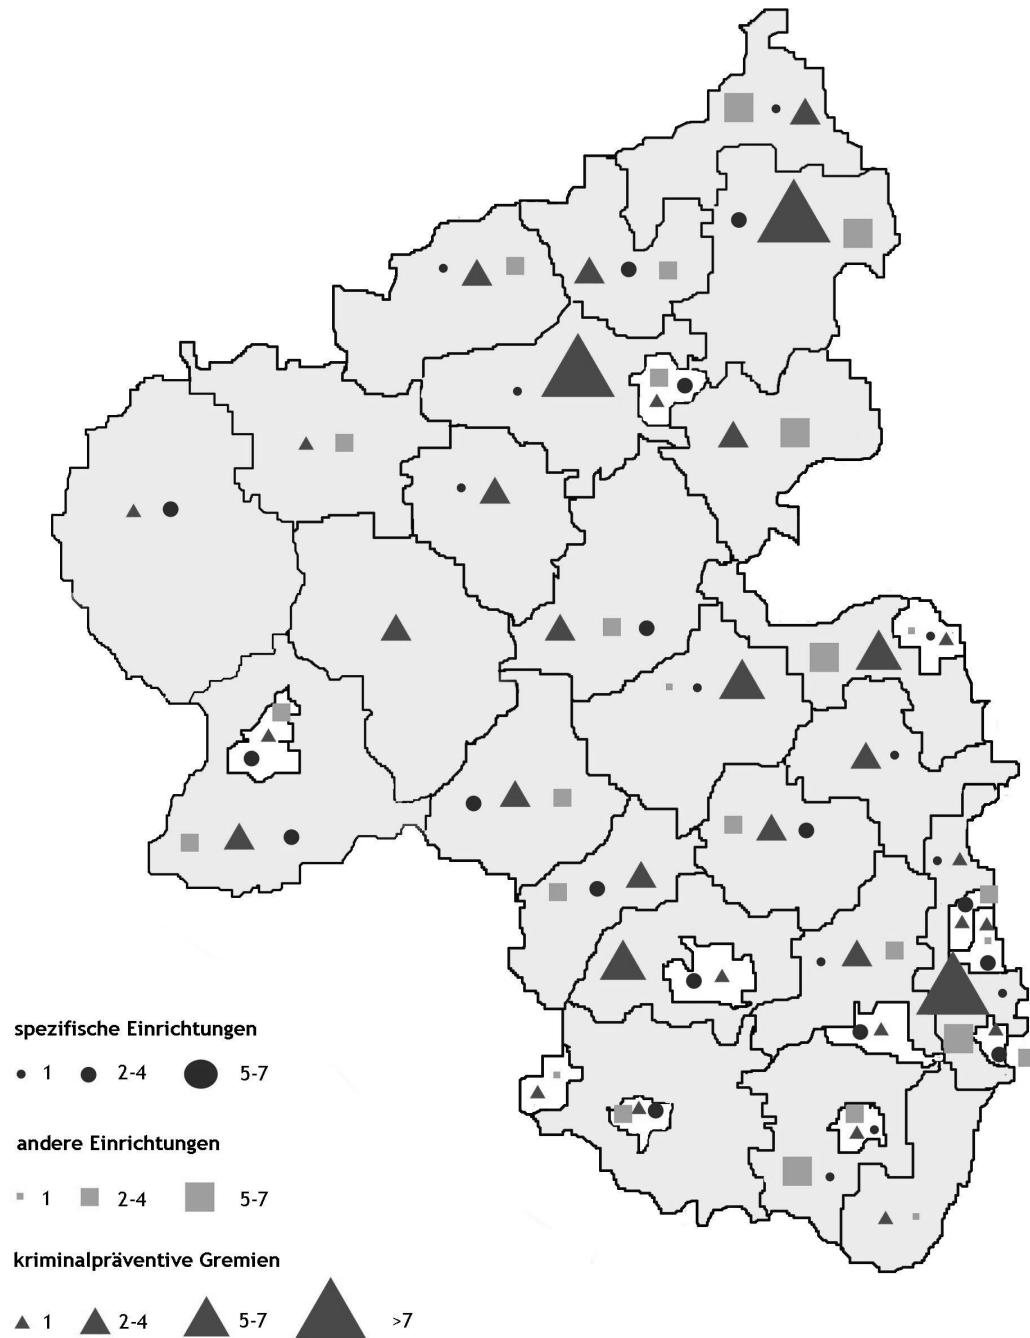 spezifische Einrichtungen
1 2-4 5-7
andere Einrichtungen
1 2-4 5-7
kriminalpräventive Gremien
1 2-4 5-7 >7